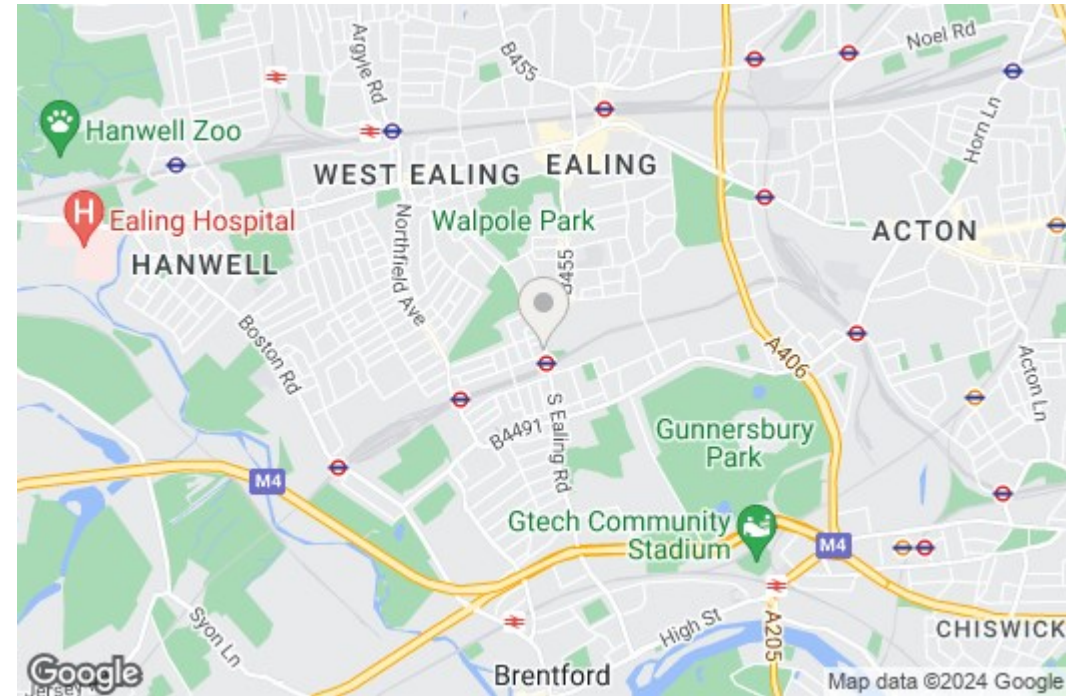 Noel Rd
Argyle Rd
B455
Horn Ln
Hanwell Zoo
WEST EALING
EALING
H
Ealing Hospital
Walpole Park
Northfield Ave
ACTON
HANWELL
B455
Boston Rd
A406
Acton Ln
S Ealing Rd
B4491
Gunnersbury
Park
M4
Gtech Community
Stadium
M4
Syon Ln
High St
A205
CHISWICK
Brentford
Google
Map data ©2024 Google